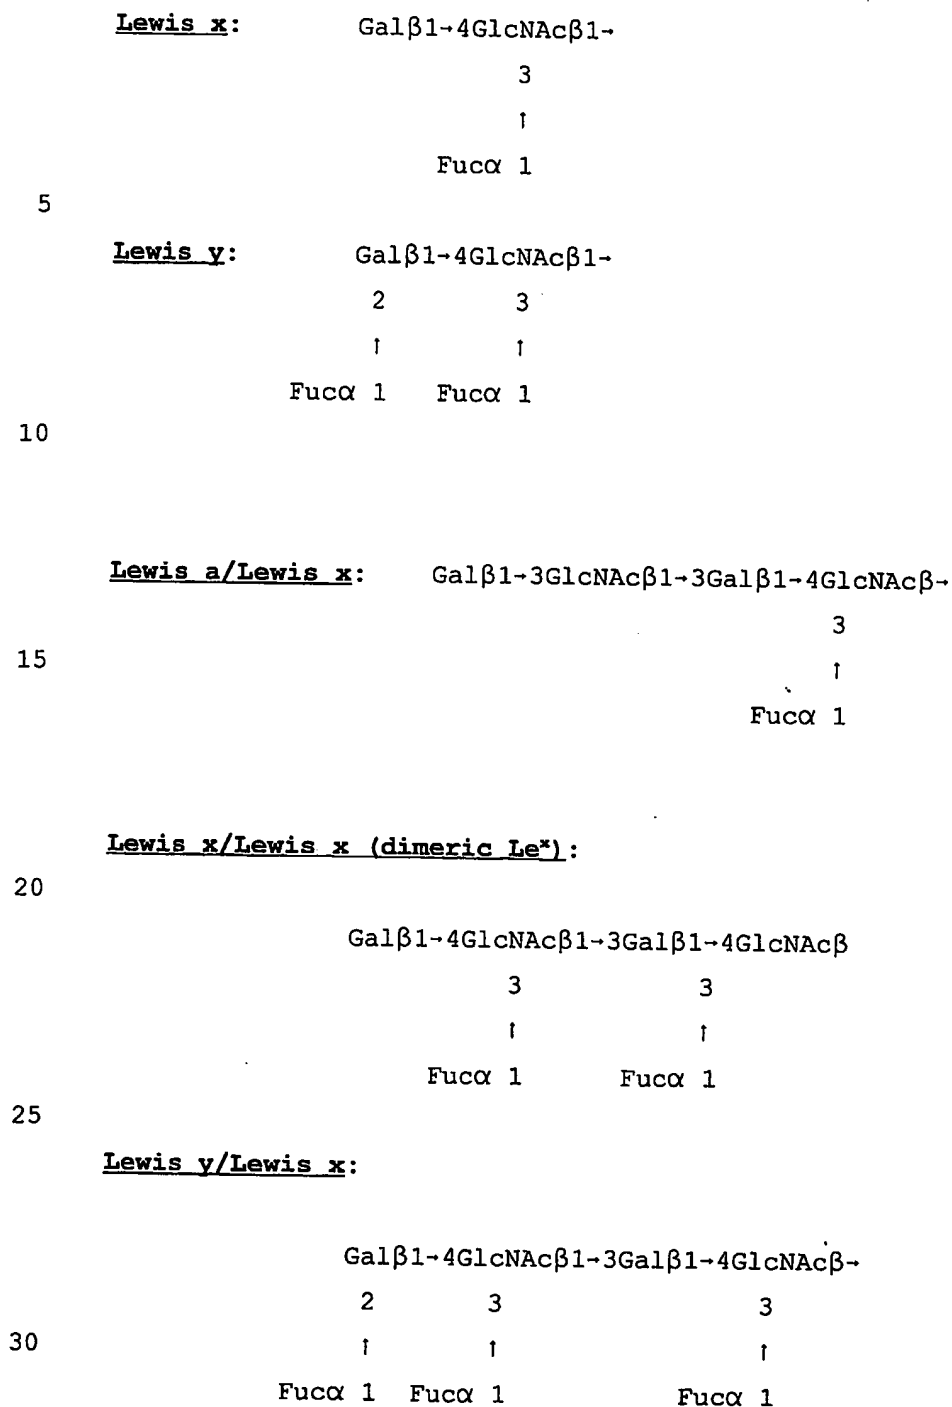 Lewis x: Galβ1→4GlcNAcβ1→
3
↑
Fucα 1
5
Lewis y: Galβ1→4GlcNAcβ1→
2 3
↑ ↑
Fucα 1 Fucα 1
10
Lewis a/Lewis x: Galβ1→3GlcNAcβ1→3Galβ1→4GlcNAcβ→
3
15
↑
Fucα 1
Lewis x/Lewis x (dimeric Leˣ):
20
Galβ1→4GlcNAcβ1→3Galβ1→4GlcNAcβ
3 3
↑ ↑
Fucα 1 Fucα 1
25
Lewis y/Lewis x:
Galβ1→4GlcNAcβ1→3Galβ1→4GlcNAcβ→
2 3 3
30 ↑ ↑ ↑
Fucα 1 Fucα 1 Fucα 1